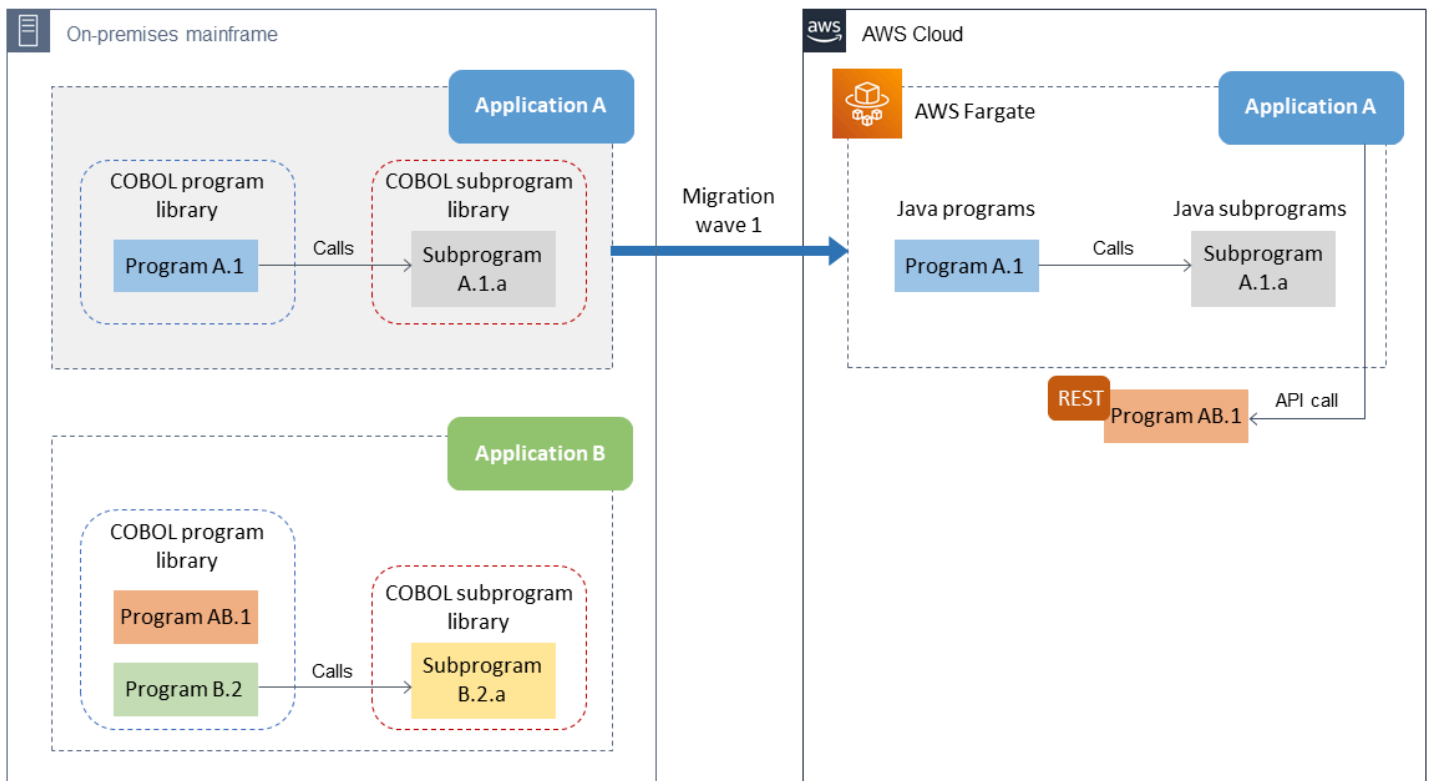 On-premises mainframe
Application A
COBOL program
library
Program A.1
Calls
COBOL subprogram
library
Subprogram
A.1.a
Application B
COBOL program
library
Program AB.1
Program B.2
Calls
COBOL subprogram
library
Subprogram
B.2.a
Migration
wave 1
aws
AWS Cloud
AWS Fargate
Application A
Java programs
Program A.1
Calls
Java subprograms
Subprogram
A.1.a
REST
Program AB.1
API call